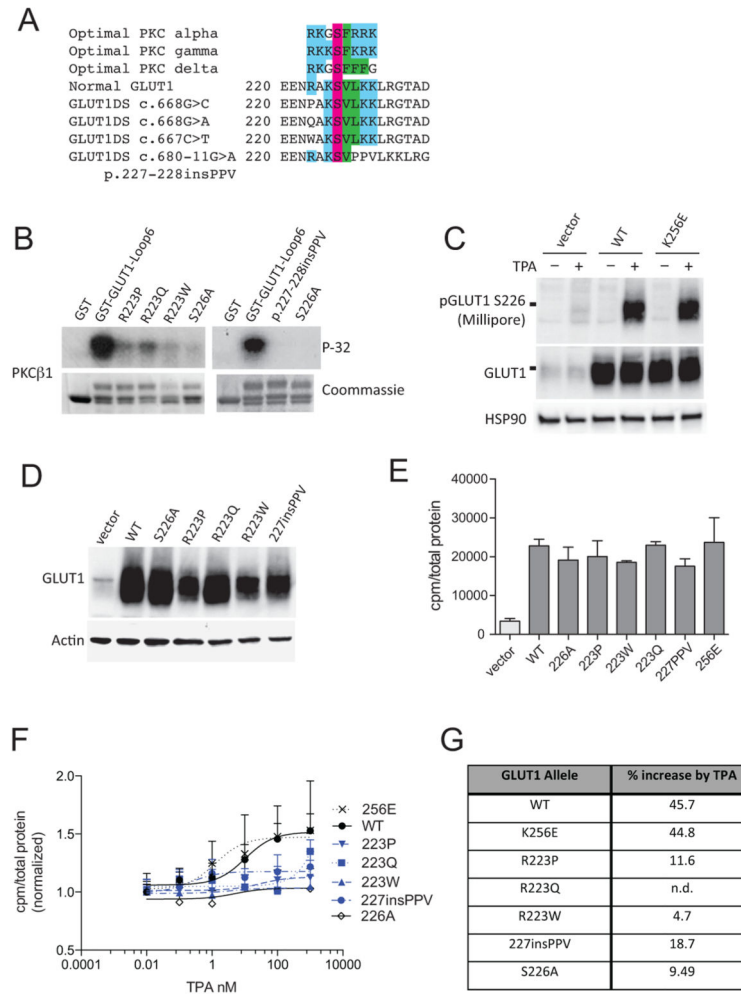 A
Optimal PKC alpha RKGSFRRK
Optimal PKC gamma RKKSFKRK
Optimal PKC delta RKGSFFFG
Normal GLUT1 220 EENRAKSVLKKLRGTAD
GLUT1DS c.668G>C 220 EENPAKSVLKKLRGTAD
GLUT1DS c.668G>A 220 EENQAKSVLKKLRGTAD
GLUT1DS c.667C>T 220 EENWAKSVLKKLRGTAD
GLUT1DS c.680-11G>A 220 EENRAKSVPPVLKKLRG
p.227-228insPPV
B
GST
GST-GLUT1-Loop6
R223P
R223Q
R223W
S226A
GST
GST-GLUT1-Loop6
p.227-228insPPV
S226A
PKCβ1
P-32
Coommassie
C
vector WT K256E
TPA − + − + − +
pGLUT1 S226
(Millipore)
GLUT1
HSP90
D
vector
WT
S226A
R223P
R223Q
R223W
227insPPV
GLUT1
Actin
E
cpm/total protein
40000
30000
20000
10000
0
vector
WT
226A
223P
223W
223Q
227PPV
256E
F
cpm/total protein
(normalized)
2.0
1.5
1.0
0.5
0.0001 0.01 1 100 10000
TPA nM
256E
WT
223P
223Q
223W
227insPPV
226A
G
GLUT1 Allele % increase by TPA
WT 45.7
K256E 44.8
R223P 11.6
R223Q n.d.
R223W 4.7
227insPPV 18.7
S226A 9.49